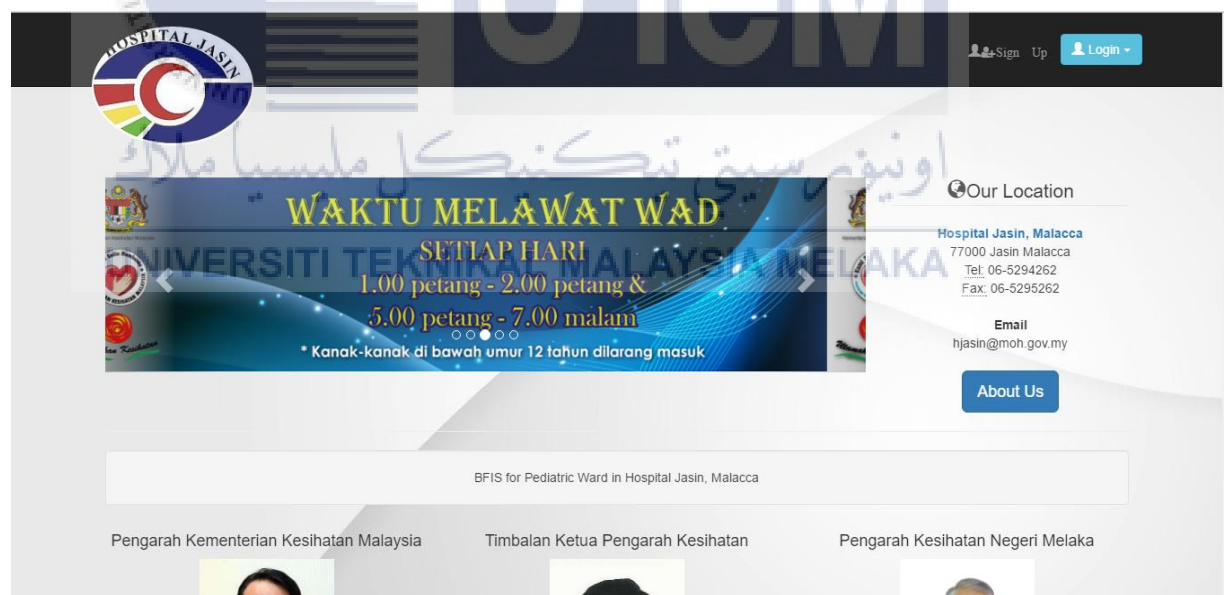 UTeM
HOSPITAL JASIN
Sign Up
Login
اونيورسيتي تيكنيكل مليسيا ملاك
Our Location
WAKTU MELAWAT WAD
SETIAP HARI
1.00 petang - 2.00 petang &
5.00 petang - 7.00 malam
* Kanak-kanak di bawah umur 12 tahun dilarang masuk
UNIVERSITI TEKNIKAL MALAYSIA MELAKA
Hospital Jasin, Malacca
77000 Jasin Malacca
Tel: 06-5294262
Fax: 06-5295262
Email
hjasin@moh.gov.my
About Us
BFIS for Pediatric Ward in Hospital Jasin, Malacca
Pengarah Kementerian Kesihatan Malaysia
Timbalan Ketua Pengarah Kesihatan
Pengarah Kesihatan Negeri Melaka